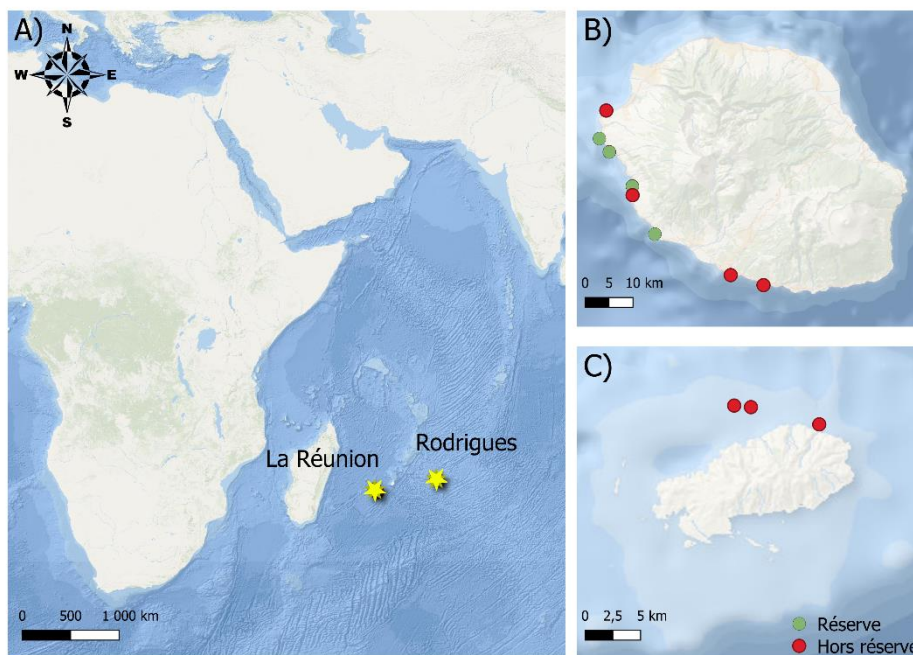 A)
N
W E
S
La Réunion
Rodrigues
0 500 1 000 km
B)
0 5 10 km
C)
0 2,5 5 km
Réserve
Hors réserve